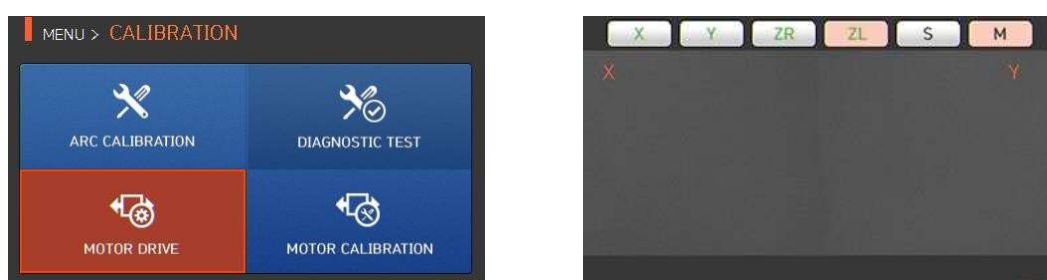 MENU > CALIBRATION
ARC CALIBRATION
DIAGNOSTIC TEST
MOTOR DRIVE
MOTOR CALIBRATION
X Y ZR ZL S M
X Y